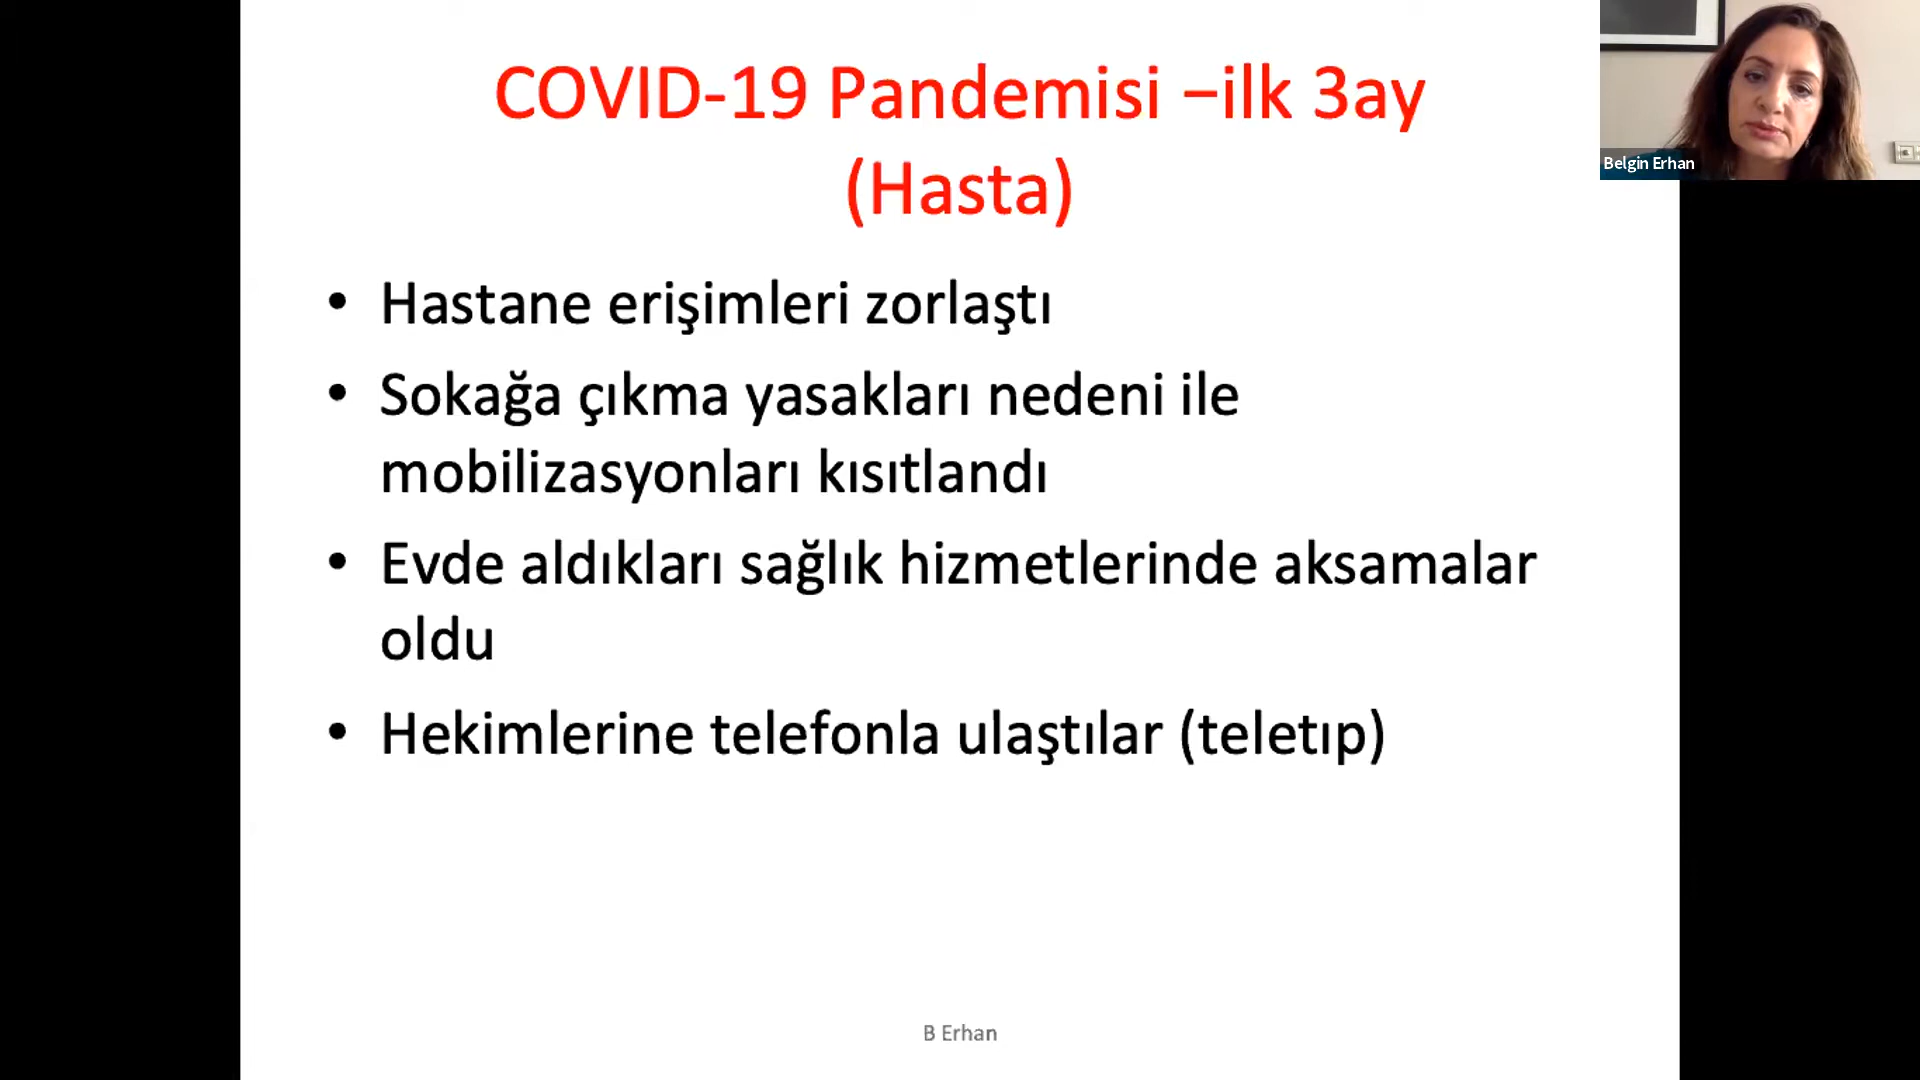 COVID-19 Pandemisi –ilk 3ay
(Hasta)
Belgin Erhan
• Hastane erişimleri zorlaştı
• Sokağa çıkma yasakları nedeni ile
mobilizasyonları kısıtlandı
• Evde aldıkları sağlık hizmetlerinde aksamalar
oldu
• Hekimlerine telefonla ulaştılar (teletıp)
B Erhan